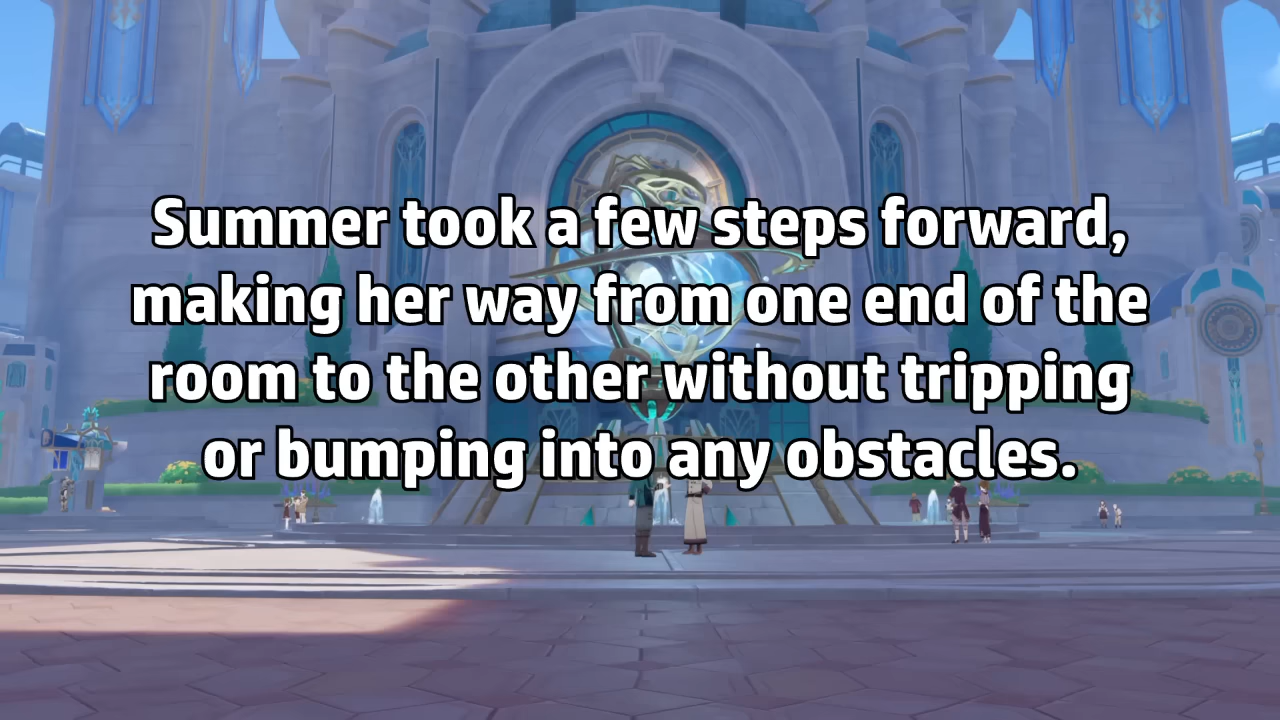 Summer took a few steps forward,
making her way from one end of the
room to the other without tripping
or bumping into any obstacles.